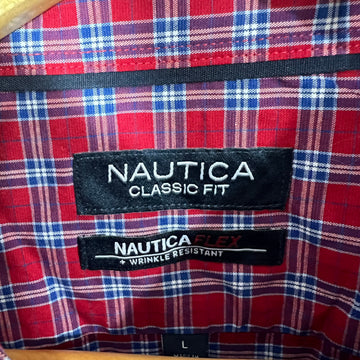 NAUTICA
CLASSIC FIT
NAUTICAFLEX
+ WRINKLE RESISTANT
L